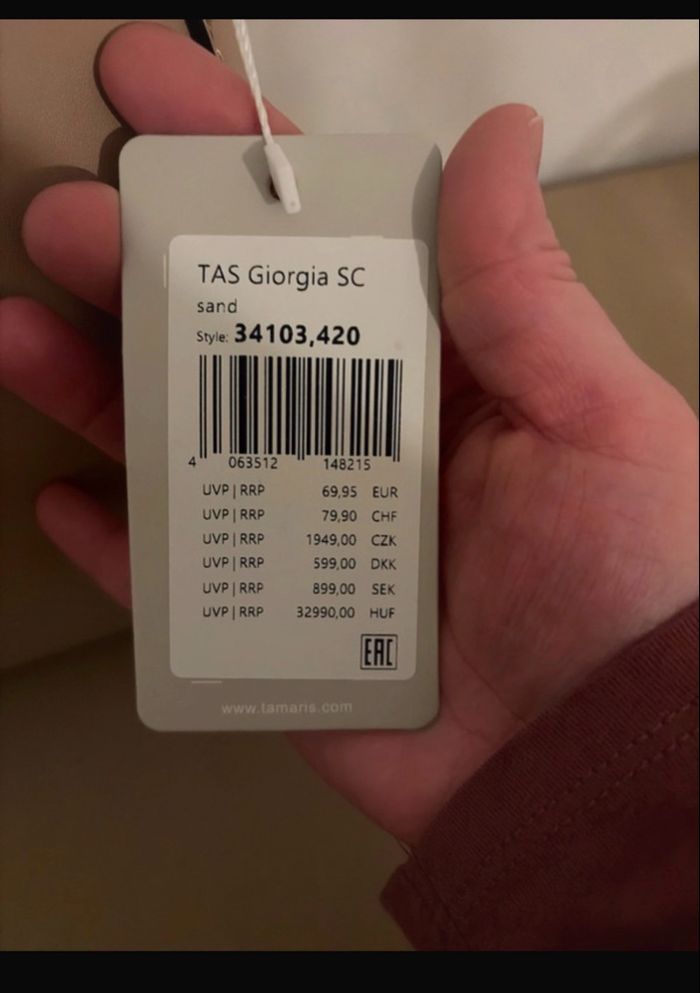 TAS Giorgia SC
sand
Style: 34103,420
4 063512 148215
UVP | RRP 69,95 EUR
UVP | RRP 79,90 CHF
UVP | RRP 1949,00 CZK
UVP | RRP 599,00 DKK
UVP | RRP 899,00 SEK
UVP | RRP 32990,00 HUF
EAC
www.tamaris.com